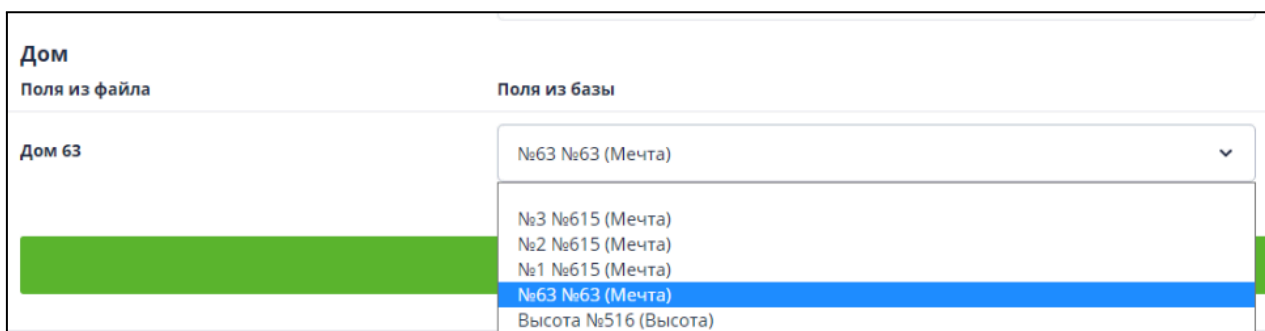 Дом
Поля из файла Поля из базы
Дом 63 №63 №63 (Мечта)
№3 №615 (Мечта)
№2 №615 (Мечта)
№1 №615 (Мечта)
№63 №63 (Мечта)
Высота №516 (Высота)